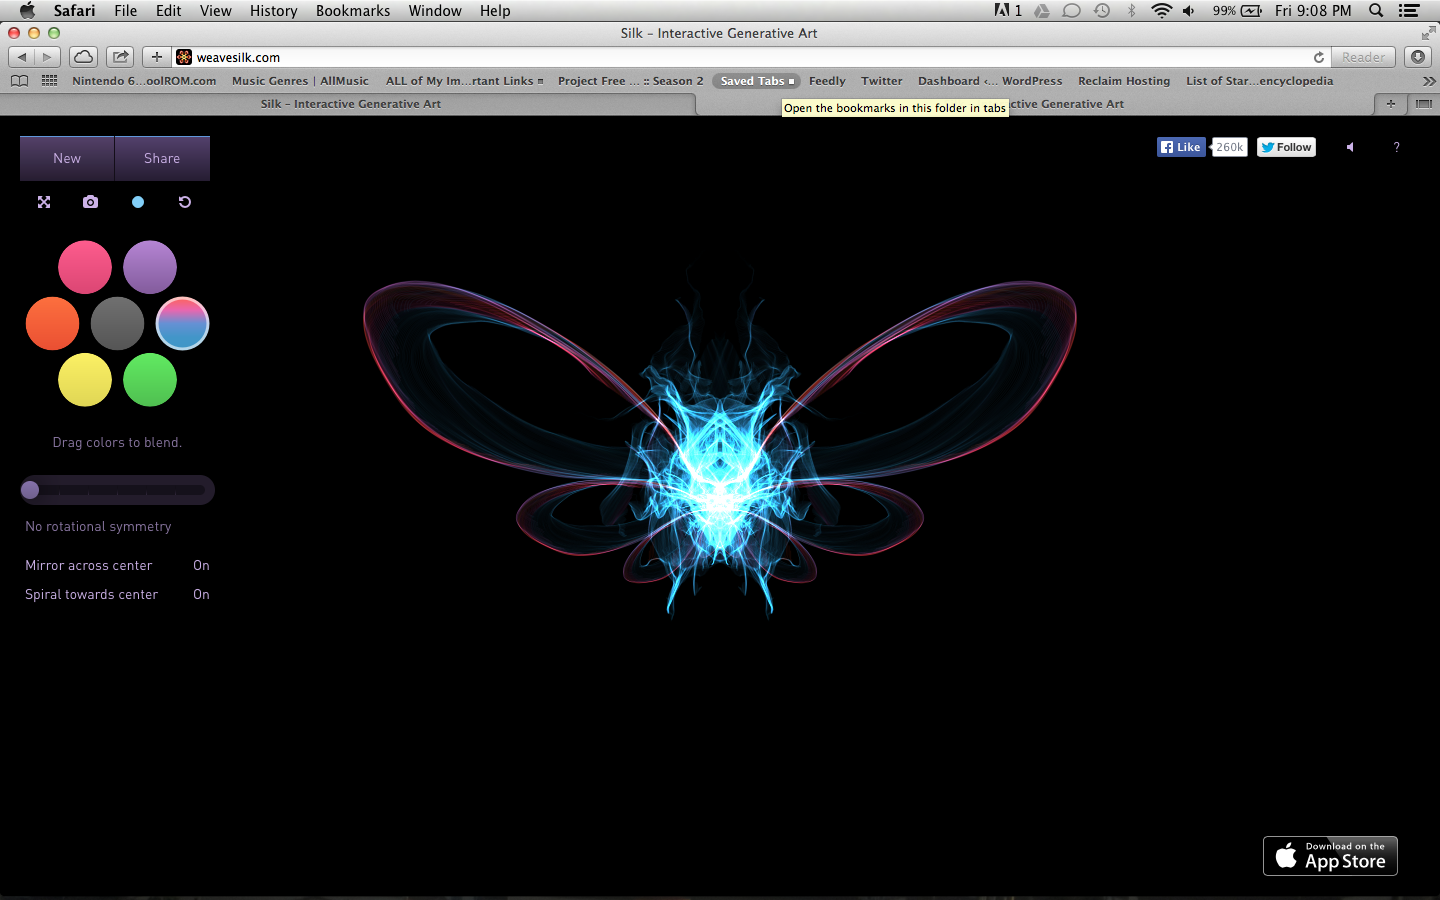 Safari File Edit View History Bookmarks Window Help 1 99% Fri 9:08 PM
Silk – Interactive Generative Art
weavesilk.com Reader
Nintendo 6...oolROM.com Music Genres | AllMusic ALL of My Im...rtant Links Project Free ... :: Season 2 Saved Tabs Feedly Twitter Dashboard ‹... WordPress Reclaim Hosting List of Star...encyclopedia
Silk – Interactive Generative Art ctive Generative Art
Open the bookmarks in this folder in tabs
New Share Like 260k Follow ?
Drag colors to blend.
No rotational symmetry
Mirror across center On
Spiral towards center On
Download on the
App Store